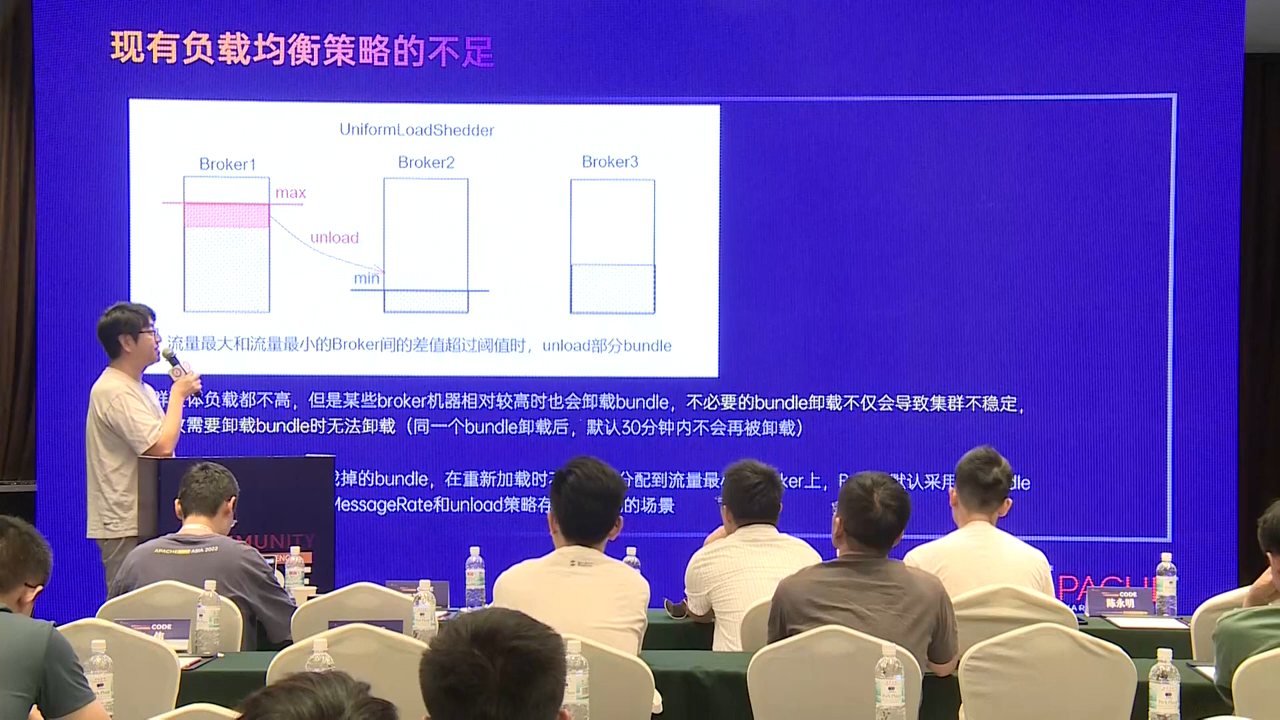 现有负载均衡策略的不足
UniformLoadShedder
Broker1
Broker2
Broker3
max
unload
min
流量最大和流量最小的Broker间的差值超过阈值时，unload部分bundle
体负载都不高，但是某些broker机器相对较高时也会卸载bundle，不必要的bundle卸载不仅会导致集群不稳定，
需要卸载bundle时无法卸载（同一个bundle卸载后，默认30分钟内不会再被卸载）
掉的bundle，在重新加载时 分配到流量最 上， 默认采用
MessageRate和unload策略存 的场景
APACHECON ASIA 2023
MUNITY
CODE
陈永明
CODE